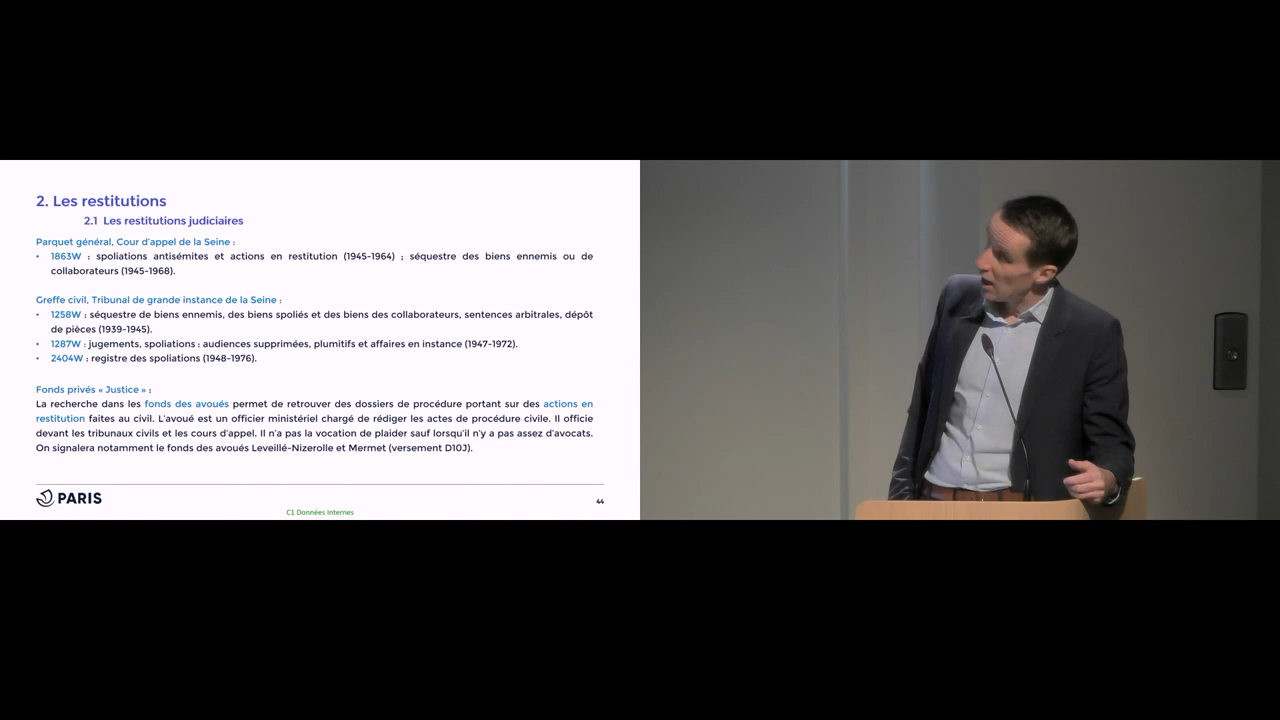 2. Les restitutions
2.1 Les restitutions judiciaires
Parquet général, Cour d'appel de la Seine :
• 1863W : spoliations antisémites et actions en restitution (1945-1964) ; séquestre des biens ennemis ou de
collaborateurs (1945-1968).
Greffe civil, Tribunal de grande instance de la Seine :
• 1258W : séquestre de biens ennemis, des biens spoliés et des biens des collaborateurs, sentences arbitrales, dépôt
de pièces (1939-1945).
• 1287W : jugements, spoliations : audiences supprimées, plumitifs et affaires en instance (1947-1972).
• 2404W : registre des spoliations (1948-1976).
Fonds privés « Justice » :
La recherche dans les fonds des avoués permet de retrouver des dossiers de procédure portant sur des actions en
restitution faites au civil. L'avoué est un officier ministériel chargé de rédiger les actes de procédure civile. Il officie
devant les tribunaux civils et les cours d'appel. Il n'a pas la vocation de plaider sauf lorsqu'il n'y a pas assez d'avocats.
On signalera notamment le fonds des avoués Leveillé-Nizerolle et Mermet (versement D10J).
PARIS
44
C1 Données Internes